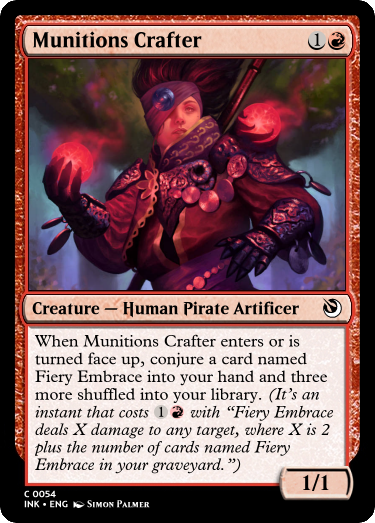 Munitions Crafter 1
Creature — Human Pirate Artificer
When Munitions Crafter enters or is
turned face up, conjure a card named
Fiery Embrace into your hand and three
more shuffled into your library. (It's an
instant that costs 1 with “Fiery Embrace
deals X damage to any target, where X is 2
plus the number of cards named Fiery
Embrace in your graveyard.”)
1/1
C 0054
INK • ENG Simon Palmer